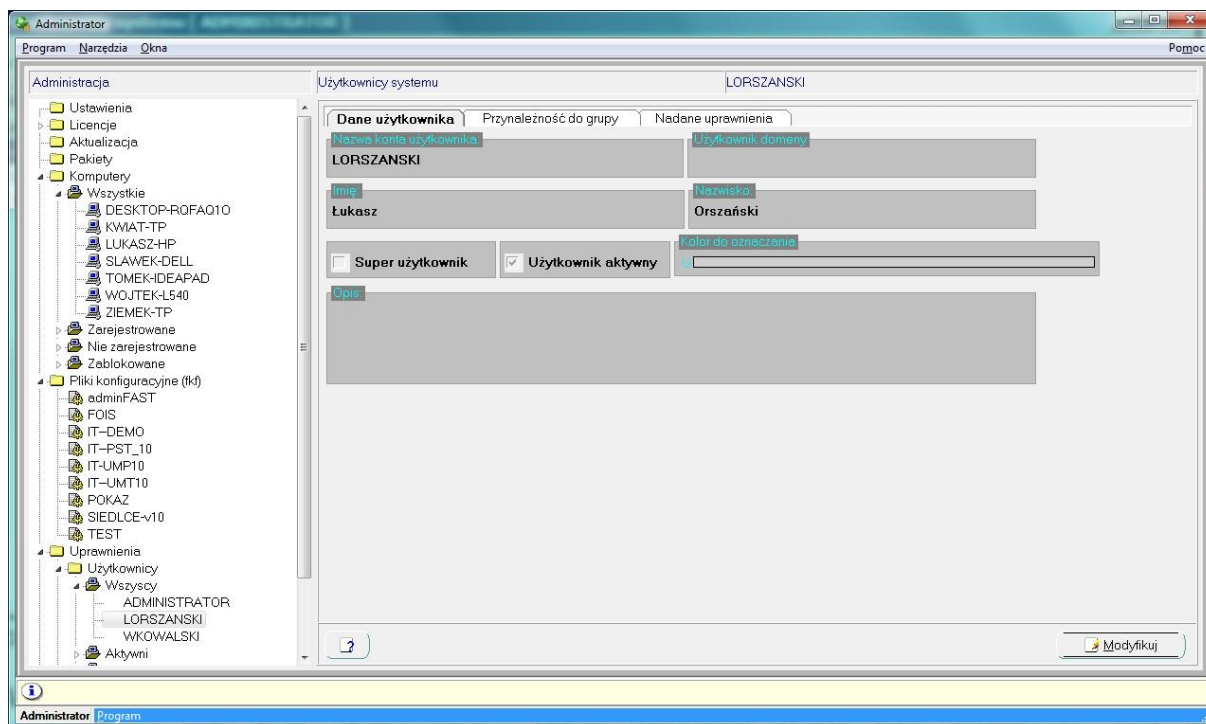 Administrator
Program Narzędzia Okna Pomoc
Administracja
Użytkownicy systemu
LORSZANSKI
Ustawienia
Licencje
Aktualizacja
Pakiety
Komputery
Wszystkie
DESKTOP-RQFAQ1O
KWIAT-TP
LUKASZ-HP
SLAWEK-DELL
TOMEK-IDEAPAD
WOJTEK-L540
ZIEMEK-TP
Zarejestrowane
Nie zarejestrowane
Zablokowane
Pliki konfiguracyjne (fkf)
adminFAST
FOIS
IT-DEMO
IT-PST_10
IT-UMP10
IT-UMT10
POKAZ
SIEDLCE-v10
TEST
Uprawnienia
Użytkownicy
Wszyscy
ADMINISTRATOR
LORSZANSKI
WKOWALSKI
Aktywni
Dane użytkownika
Przynależność do grupy
Nadane uprawnienia
Nazwa konta użytkownika:
LORSZANSKI
Użytkownik domeny
Imię:
Łukasz
Nazwisko:
Orszański
Super użytkownik
Użytkownik aktywny
Kolor do oznaczania
0
Opis:
Modyfikuj
Administrator Program